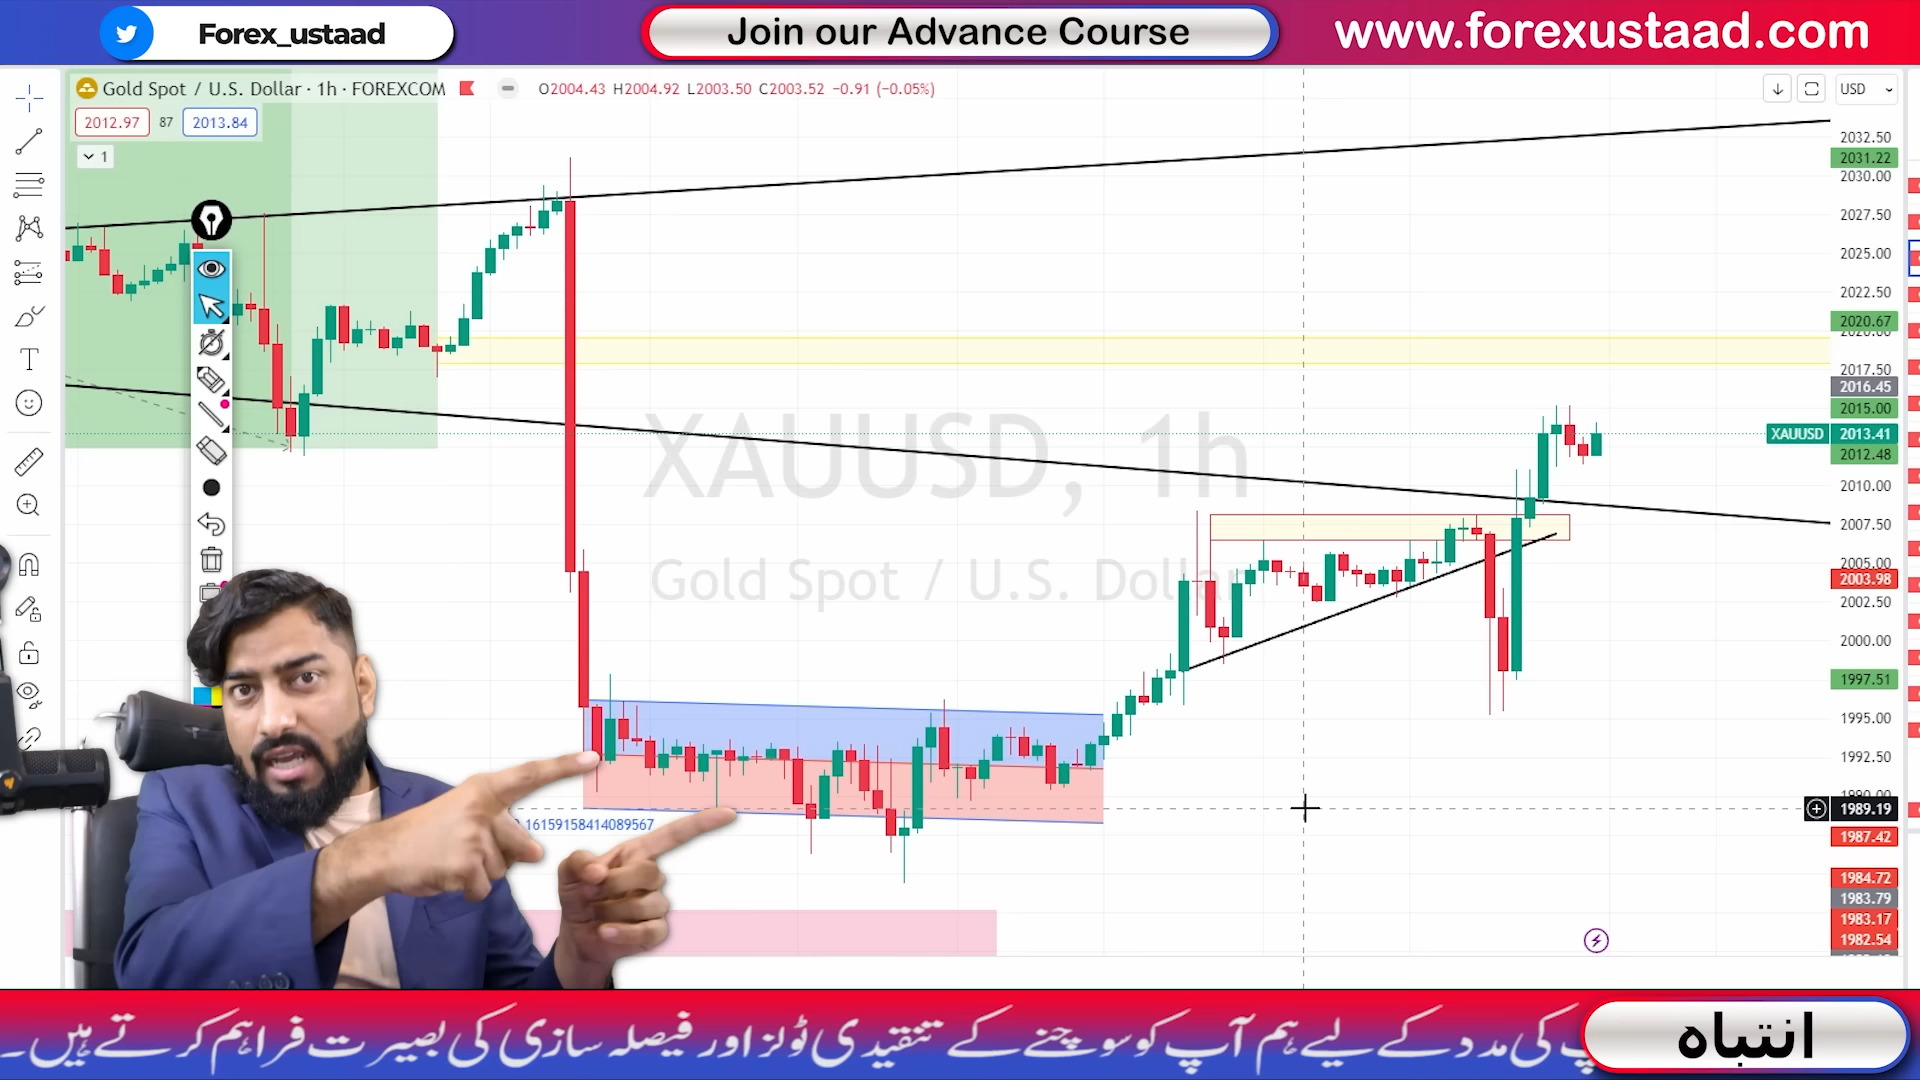 Forex_ustaad
Join our Advance Course
www.forexustaad.com
Gold Spot / U.S. Dollar · 1h · FOREXCOM
O2004.43 H2004.92 L2003.50 C2003.52 −0.91 (−0.05%)
USD
2012.97 87 2013.84
1
XAUUSD, 1h
Gold Spot / U.S. Dollar
2032.50
2031.22
2030.00
2027.50
2025.00
2022.50
2020.67
2020.00
2017.50
2016.45
2015.00
XAUUSD 2013.41
2012.48
2010.00
2007.50
2005.00
2003.98
2002.50
2000.00
1997.51
1995.00
1992.50
1990.00
1989.19
1987.42
1984.72
1983.79
1983.17
1982.54
16159158414089567
کی مدد کے لیے ہم آپ کو سوچنے کے تنقیدی ٹولز اور فیصلہ سازی کی بصیرت فراہم کرتے ہیں۔
انتباہ